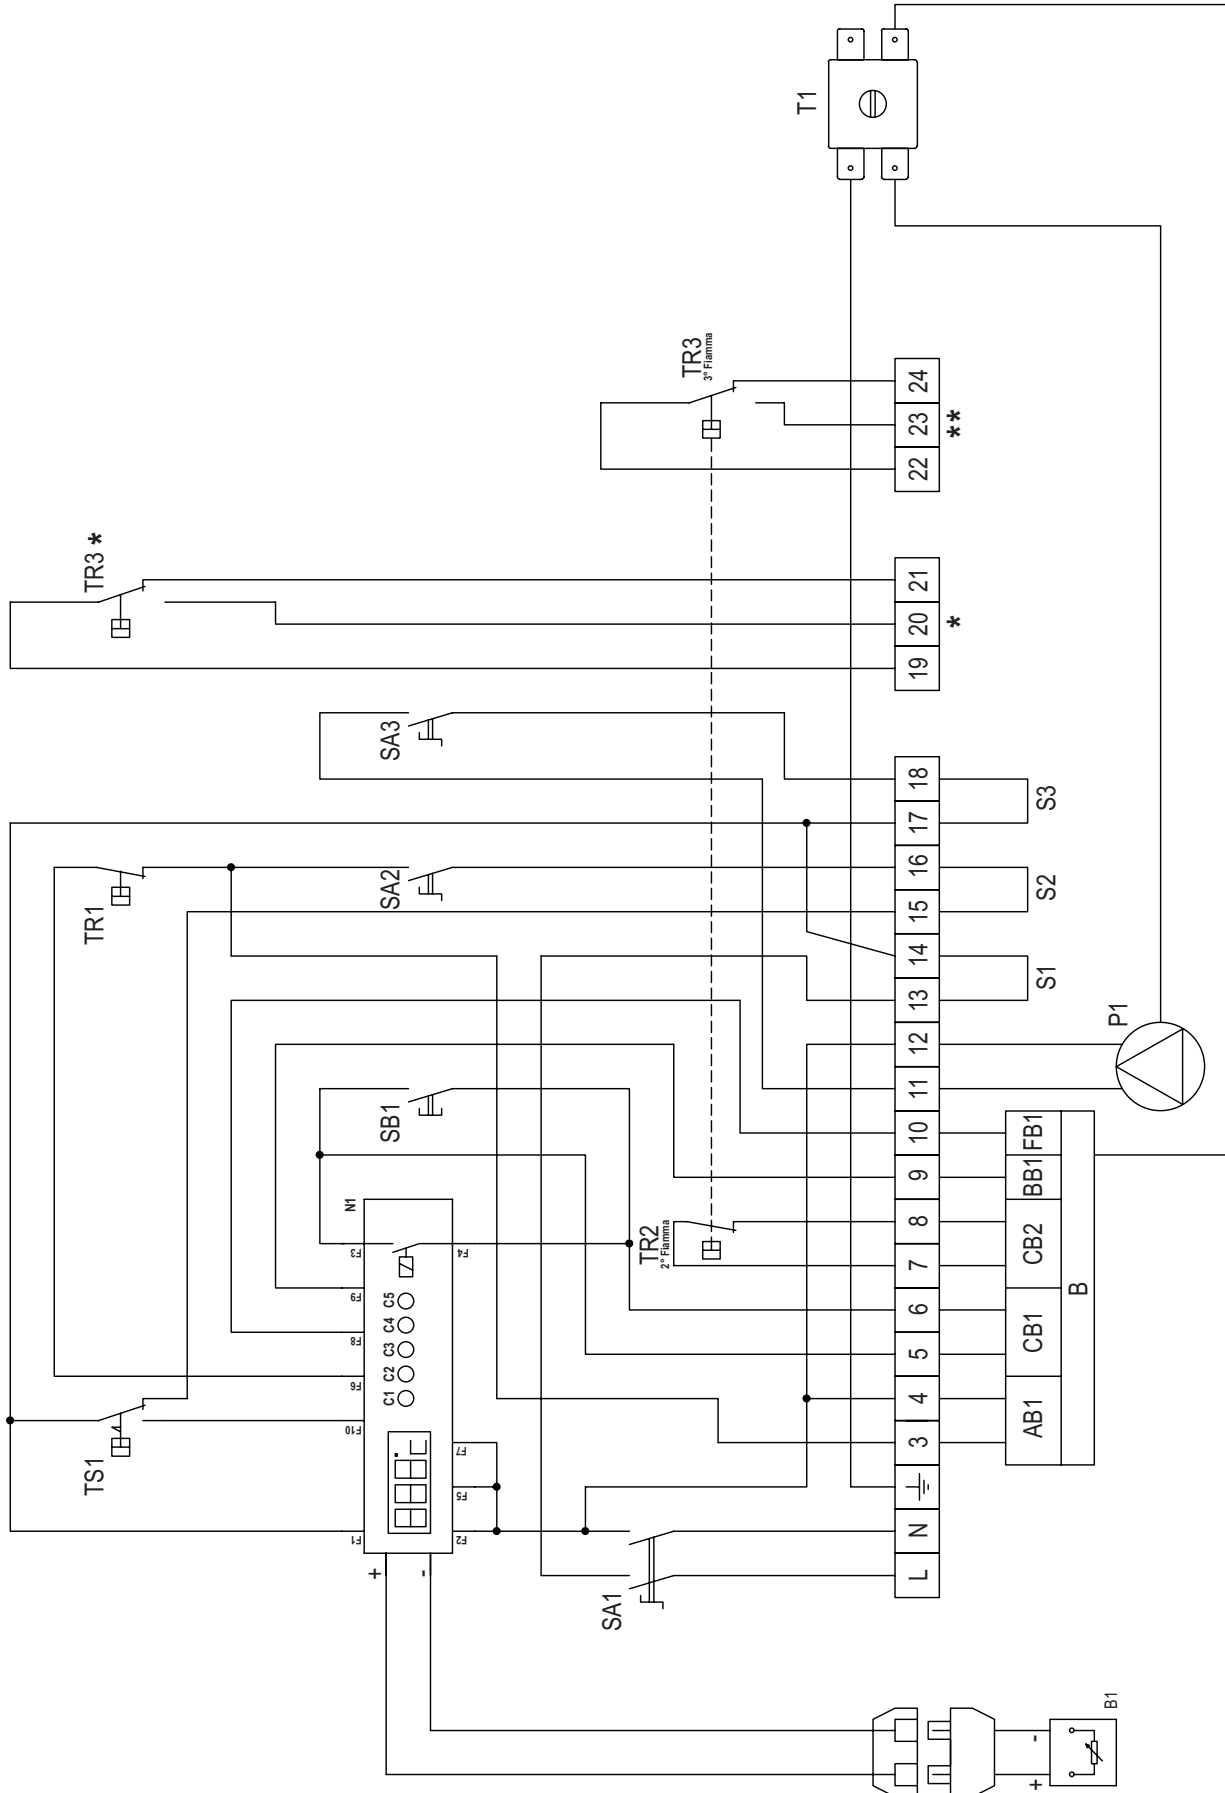 B1
+
-
+
-
SA1
L
N
3
4
5
6
7
8
9
10
11
12
13
14
15
16
17
18
19
20
21
22
23
24
*
**
AB1
CB1
CB2
BB1
FB1
B
P1
S1
S2
S3
T1
TS1
TR1
TR3 *
SA2
SA3
SB1
TR2
2° Fiamma
TR3
3° Fiamma
N1
F1
F10
F6
F8
F9
F3
F2
F5
F7
F4
C1
C2
C3
C4
C5